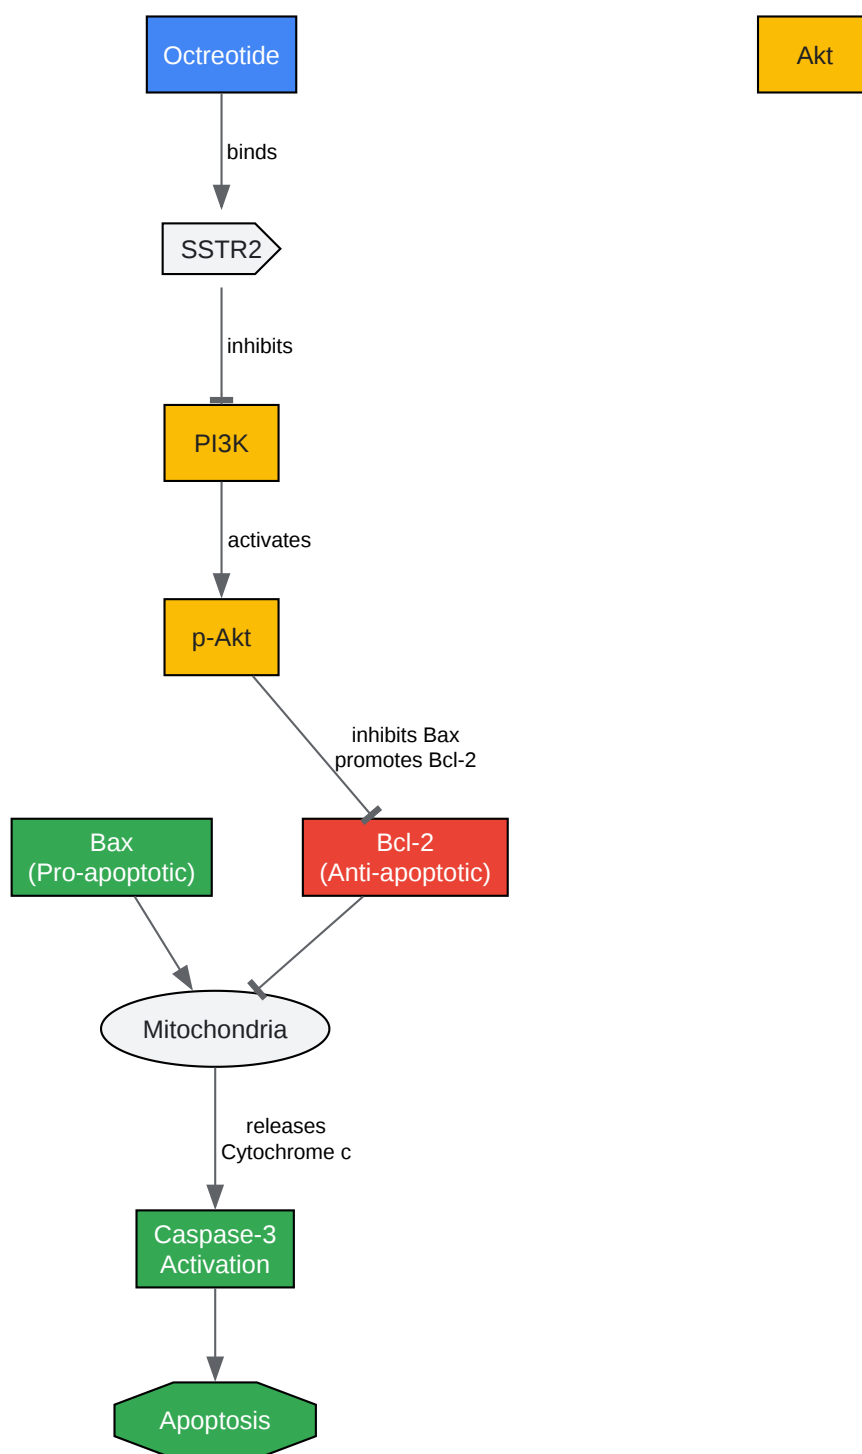 Octreotide
Akt
binds
SSTR2
inhibits
PI3K
activates
p-Akt
inhibits Bax
promotes Bcl-2
Bax
(Pro-apoptotic)
Bcl-2
(Anti-apoptotic)
Mitochondria
releases
Cytochrome c
Caspase-3
Activation
Apoptosis